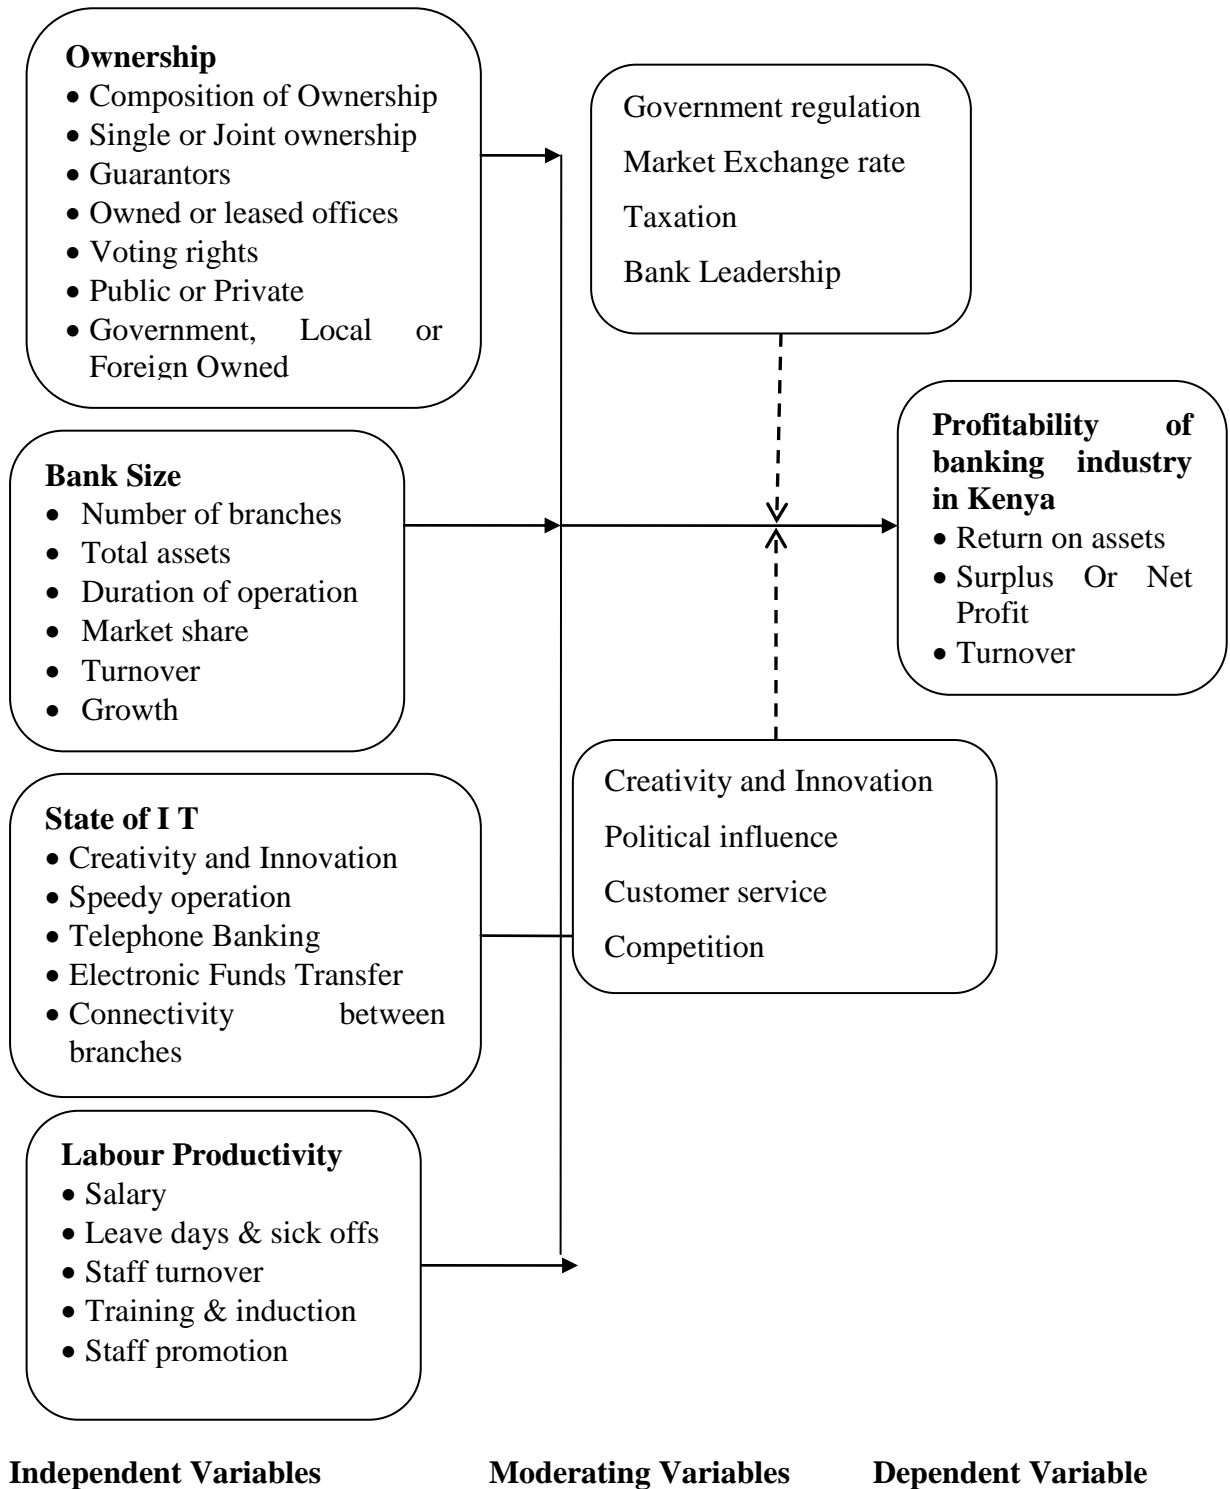 Ownership
• Composition of Ownership
• Single or Joint ownership
• Guarantors
• Owned or leased offices
• Voting rights
• Public or Private
• Government, Local or
Foreign Owned
Government regulation
Market Exchange rate
Taxation
Bank Leadership
Bank Size
• Number of branches
• Total assets
• Duration of operation
• Market share
• Turnover
• Growth
Profitability of
banking industry
in Kenya
• Return on assets
• Surplus Or Net
Profit
• Turnover
State of I T
• Creativity and Innovation
• Speedy operation
• Telephone Banking
• Electronic Funds Transfer
• Connectivity between
branches
Creativity and Innovation
Political influence
Customer service
Competition
Labour Productivity
• Salary
• Leave days & sick offs
• Staff turnover
• Training & induction
• Staff promotion
Independent Variables Moderating Variables Dependent Variable